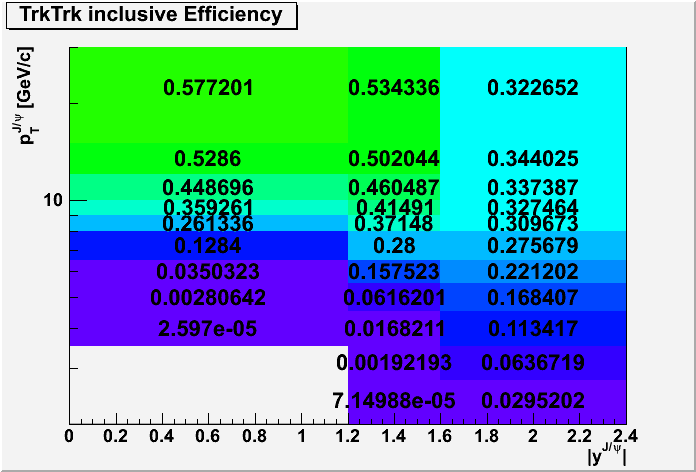 TrkTrk inclusive Efficiency
p_T^{J/ψ} [GeV/c]
0.577201 0.534336 0.322652
0.5286 0.502044 0.344025
0.448696 0.460487 0.337387
10
0.359261 0.41491 0.327464
0.261336 0.37148 0.309673
0.1284 0.28 0.275679
0.0350323 0.157523 0.221202
0.00280642 0.0616201 0.168407
2.597e-05 0.0168211 0.113417
0.00192193 0.0636719
7.14988e-05 0.0295202
0 0.2 0.4 0.6 0.8 1 1.2 1.4 1.6 1.8 2 2.2 2.4
|y^{J/ψ}|